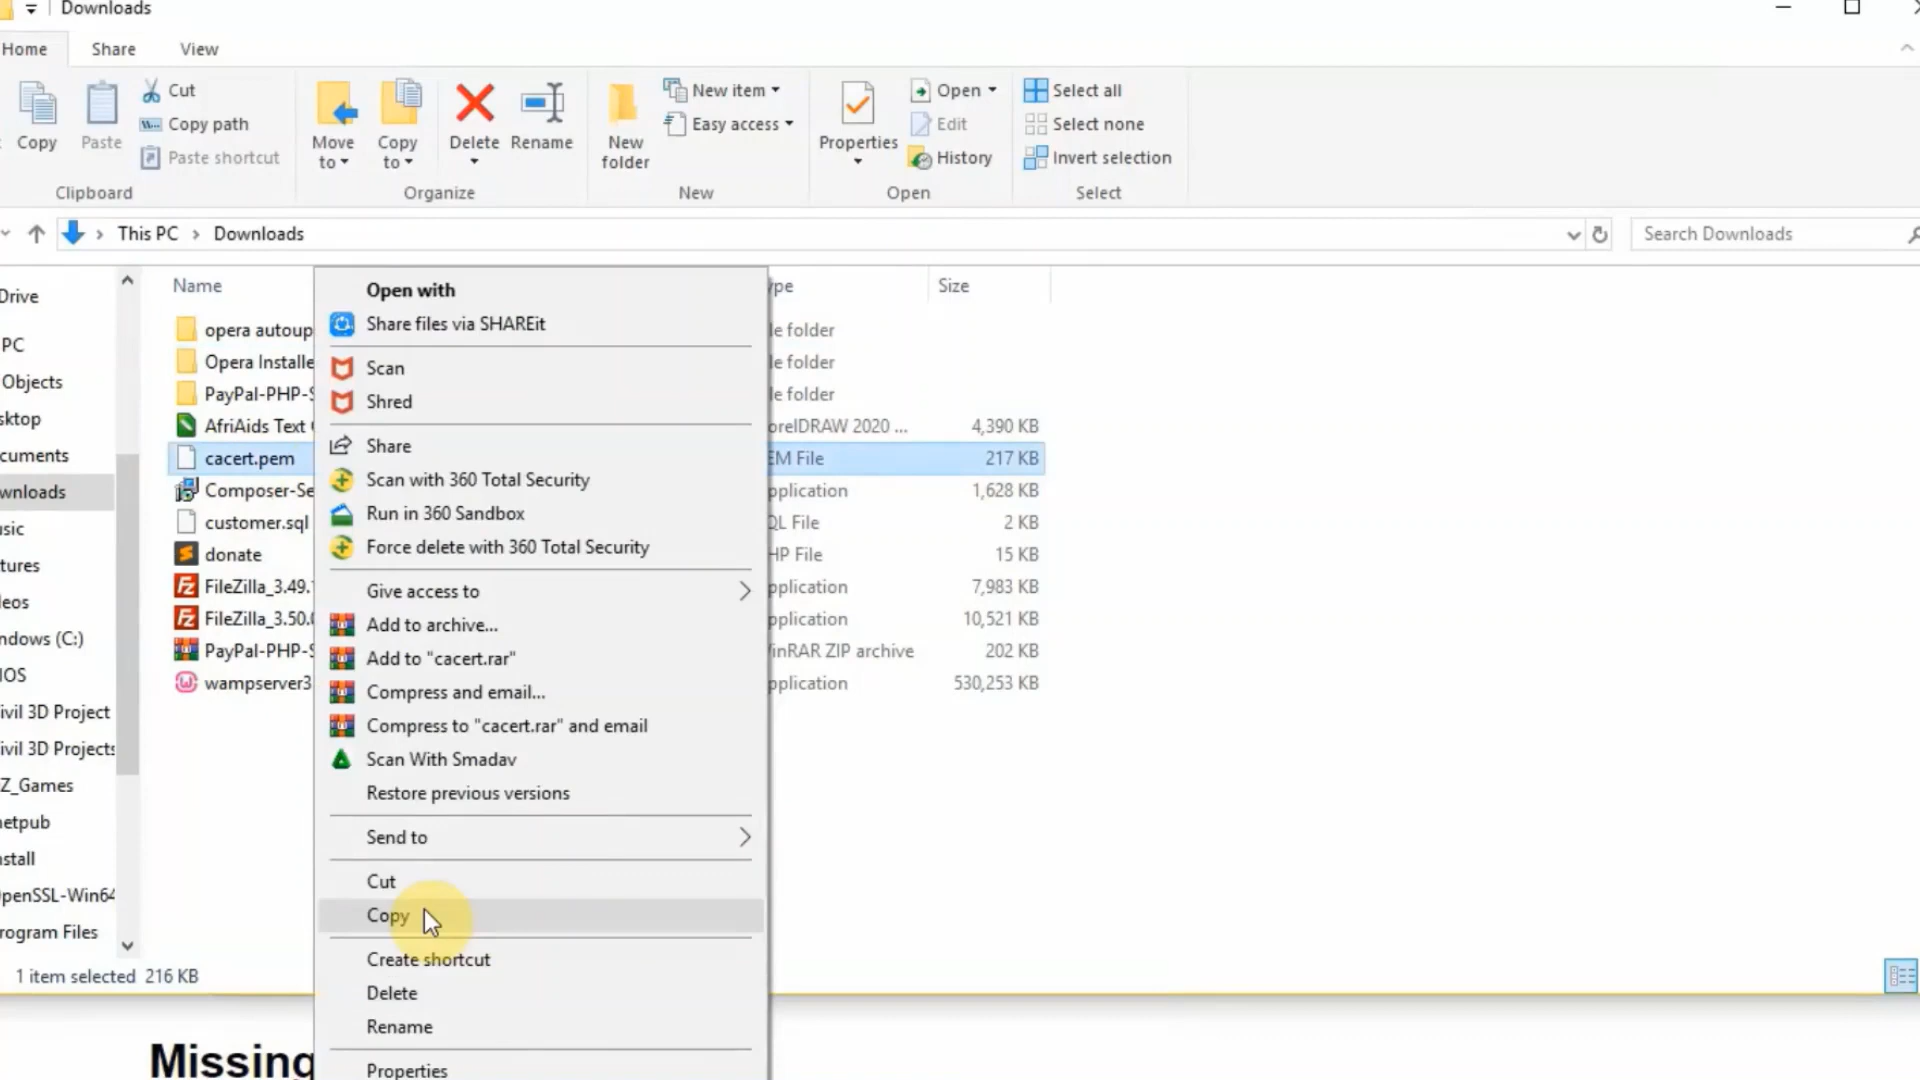 Downloads
Home Share View
Copy Paste Cut Copy path Paste shortcut
Clipboard
Move to Copy to Delete Rename
Organize
New folder New item Easy access
New
Properties Open Edit History
Open
Select all Select none Invert selection
Select
This PC Downloads
Search Downloads
Drive
PC
Objects
sktop
cuments
wnloads
usic
tures
leos
ndows (C:)
IOS
ivil 3D Project
ivil 3D Projects
Z_Games
netpub
nstall
OpenSSL-Win64
rogram Files
Name ype Size
opera autoup le folder
Opera Installe le folder
PayPal-PHP-S le folder
AfriAids Text orelDRAW 2020 ... 4,390 KB
cacert.pem EM File 217 KB
Composer-Se pplication 1,628 KB
customer.sql QL File 2 KB
donate HP File 15 KB
FileZilla_3.49. pplication 7,983 KB
FileZilla_3.50.0 pplication 10,521 KB
PayPal-PHP-S inRAR ZIP archive 202 KB
wampserver3 pplication 530,253 KB
Open with
Share files via SHAREit
Scan
Shred
Share
Scan with 360 Total Security
Run in 360 Sandbox
Force delete with 360 Total Security
Give access to
Add to archive...
Add to "cacert.rar"
Compress and email...
Compress to "cacert.rar" and email
Scan With Smadav
Restore previous versions
Send to
Cut
Copy
Create shortcut
Delete
Rename
Properties
1 item selected 216 KB
Missing